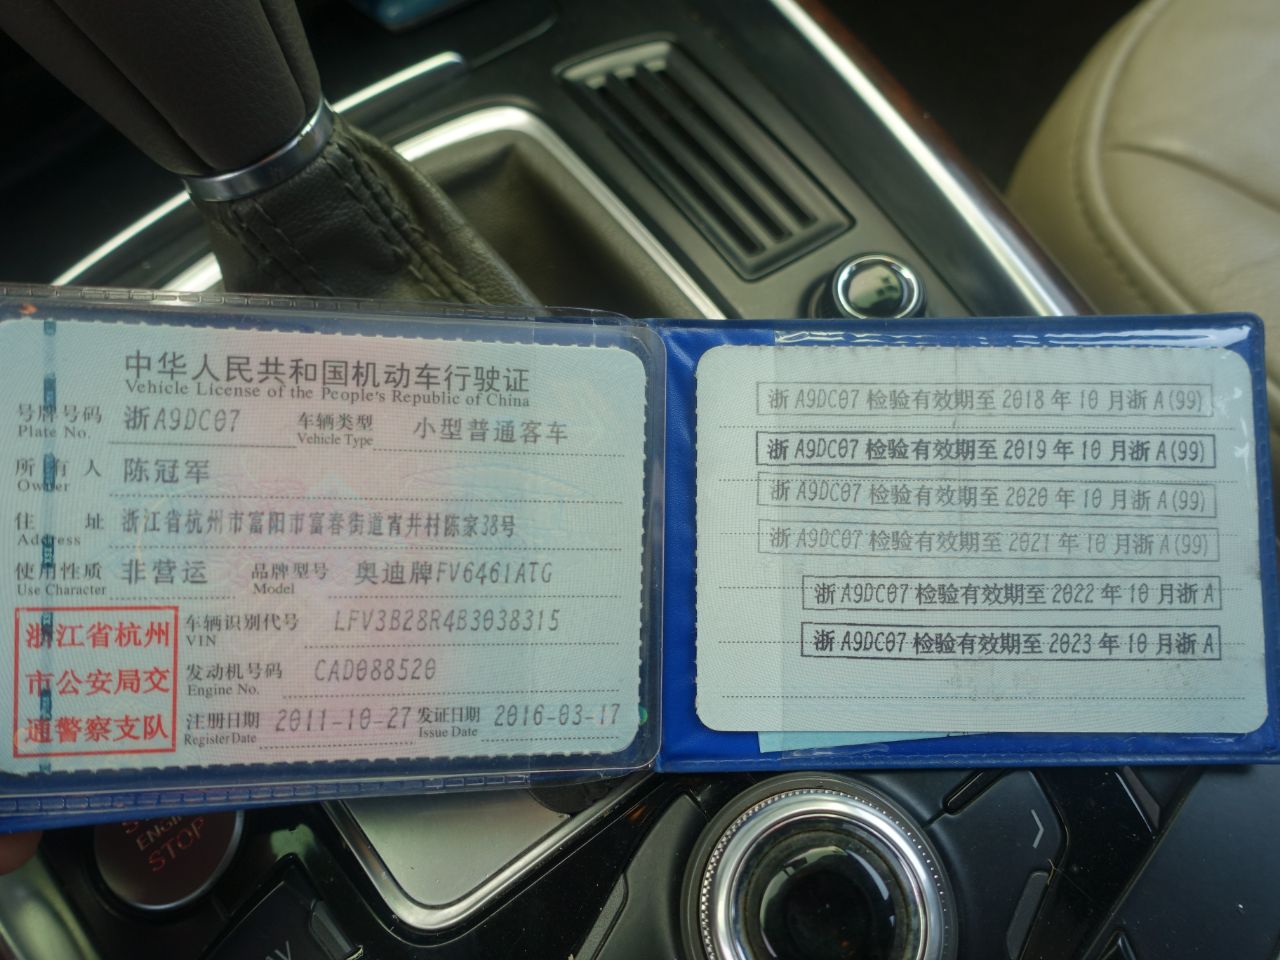 中华人民共和国机动车行驶证
Vehicle License of the People's Republic of China
号牌号码 浙A9DC07 车辆类型 小型普通客车
Plate No. Vehicle Type
所有人 陈冠军
Owner
住址 浙江省杭州市富阳市富春街道宵井村陈家38号
Address
使用性质 非营运 品牌型号 奥迪牌FV6461ATG
Use Character Model
浙江省杭州
市公安局交
通警察支队
车辆识别代号 LFV3B28R4B3038315
VIN
发动机号码 CAD088520
Engine No.
注册日期 2011-10-27 发证日期 2016-03-17
Register Date Issue Date
浙A9DC07检验有效期至2018年10月浙A(99)
浙A9DC07检验有效期至2019年10月浙A(99)
浙A9DC07检验有效期至2020年10月浙A(99)
浙A9DC07检验有效期至2021年10月浙A(99)
浙A9DC07检验有效期至2022年10月浙A
浙A9DC07检验有效期至2023年10月浙A
ENGINE
STOP